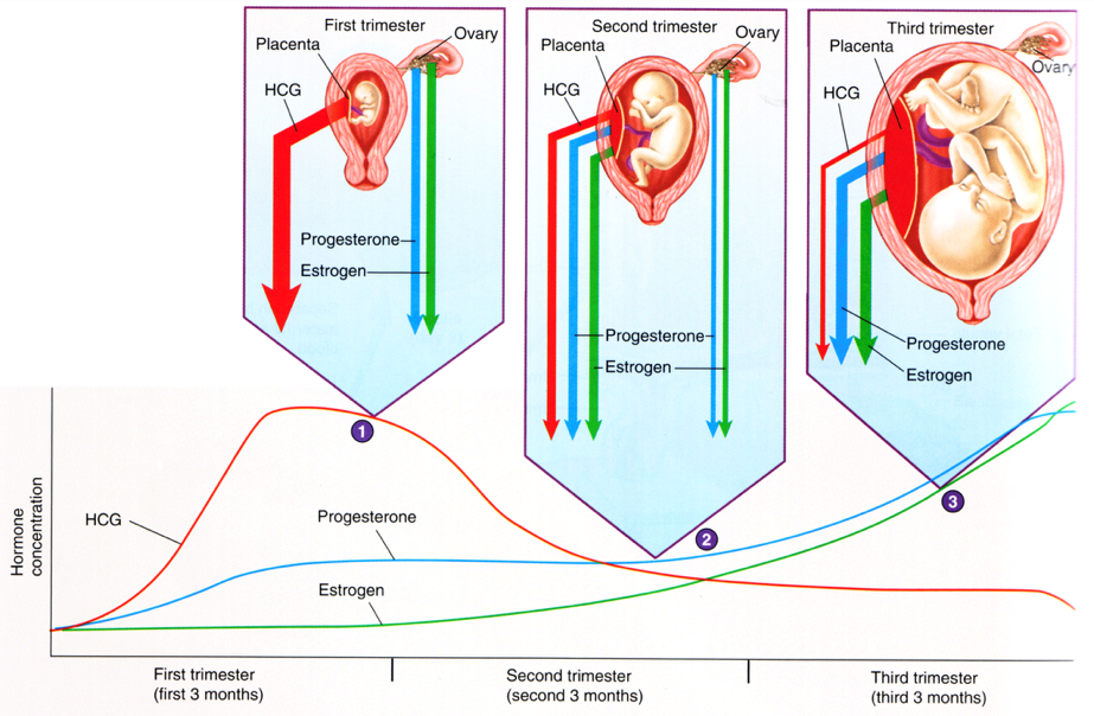 First trimester
Placenta
Ovary
HCG
Progesterone
Estrogen
Second trimester
Placenta
Ovary
HCG
Progesterone
Estrogen
Third trimester
Placenta
Ovary
HCG
Progesterone
Estrogen
1
2
3
Hormone
concentration
HCG
Progesterone
Estrogen
First trimester
(first 3 months)
Second trimester
(second 3 months)
Third trimester
(third 3 months)